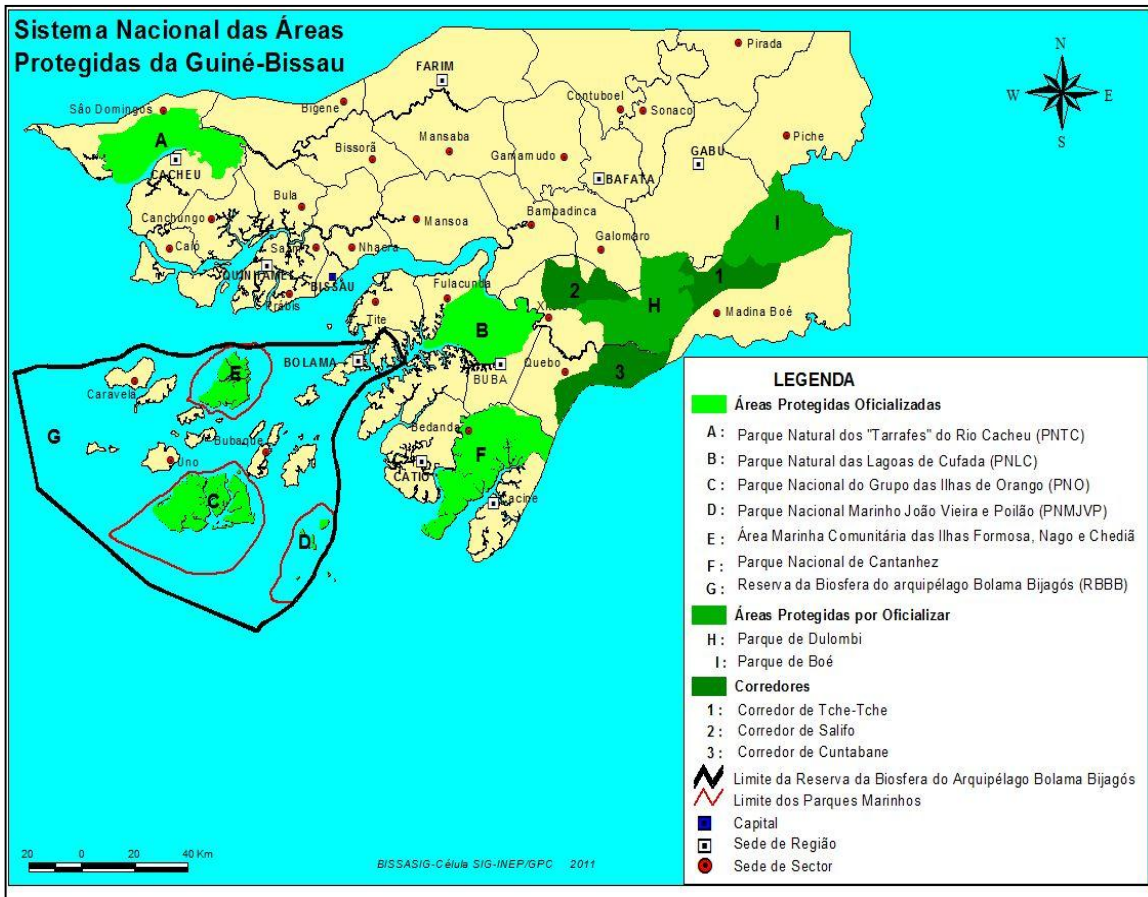 Sistema Nacional das Áreas
Protegidas da Guiné-Bissau
N
W E
S
Pirada
FARIM
São Domingos
Bigene
Contuboel
Sonaco
A
Mansaba
Piche
Bissorã
Gamamudo
GABU
CACHEU
BAFATA
Bula
Canchungo
Mansoa
Bambadinca
I
Caió
Safim
Nhacra
Galomaro
QUINHAMEL
BISSAU
1
Prábis
Fulacunda
2
H
Tite
B
Madina Boé
BOLAMA
BUBA
Quebo
3
E
Caravela
G
Bubaque
Bedanda
Uno
F
CATIO
C
Cacine
D
LEGENDA
Áreas Protegidas Oficializadas
A : Parque Natural dos "Tarrafes" do Rio Cacheu (PNTC)
B : Parque Natural das Lagoas de Cufada (PNLC)
C : Parque Nacional do Grupo das Ilhas de Orango (PNO)
D : Parque Nacional Marinho João Vieira e Poilão (PNMJVP)
E : Área Marinha Comunitária das Ilhas Formosa, Nago e Chediã
F : Parque Nacional de Cantanhez
G : Reserva da Biosfera do arquipélago Bolama Bijagós (RBBB)
Áreas Protegidas por Oficializar
H : Parque de Dulombi
I : Parque de Boé
Corredores
1 : Corredor de Tche-Tche
2 : Corredor de Salifo
3 : Corredor de Cuntabane
Limite da Reserva da Biosfera do Arquipélago Bolama Bijagós
Limite dos Parques Marinhos
Capital
Sede de Região
Sede de Sector
20 0 20 40 Km
BISSASIG-Célula SIG-INEP/GPC 2011